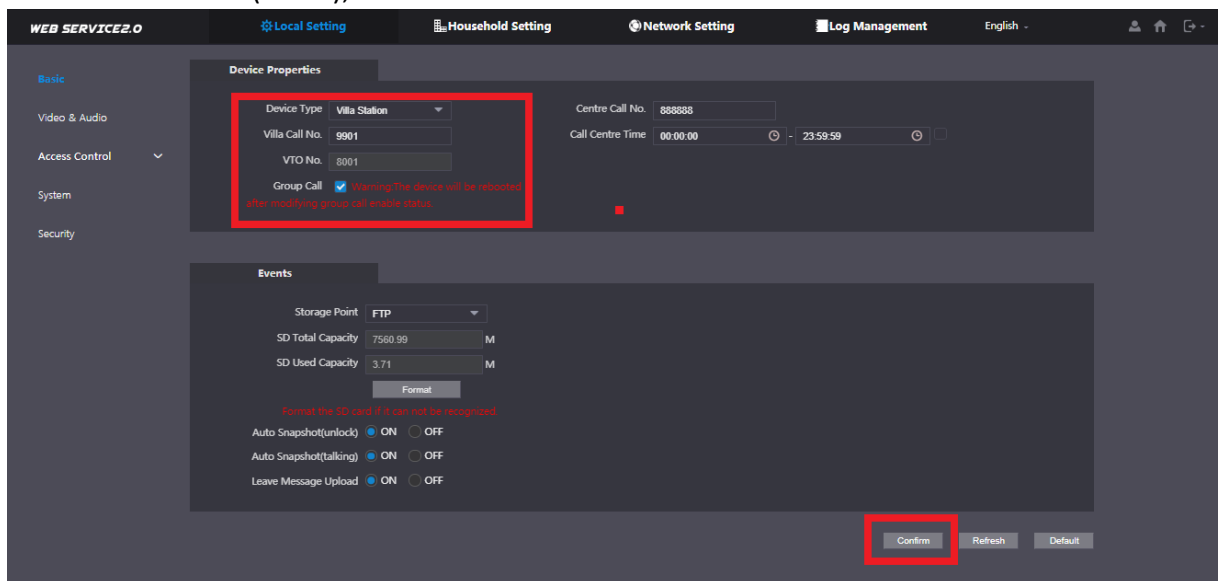 WEB SERVICE2.0 Local Setting Household Setting Network Setting Log Management English
Basic
Video & Audio
Access Control
System
Security
Device Properties
Device Type Villa Station Centre Call No. 888888
Villa Call No. 9901 Call Centre Time 00:00:00 - 23:59:59
VTO No. 8001
Group Call Warning:The device will be rebooted
after modifying group call enable status.
Events
Storage Point FTP
SD Total Capacity 7560.99 M
SD Used Capacity 3.71 M
Format
Format the SD card if it can not be recognized
Auto Snapshot(unlock) ON OFF
Auto Snapshot(talking) ON OFF
Leave Message Upload ON OFF
Confirm Refresh Default